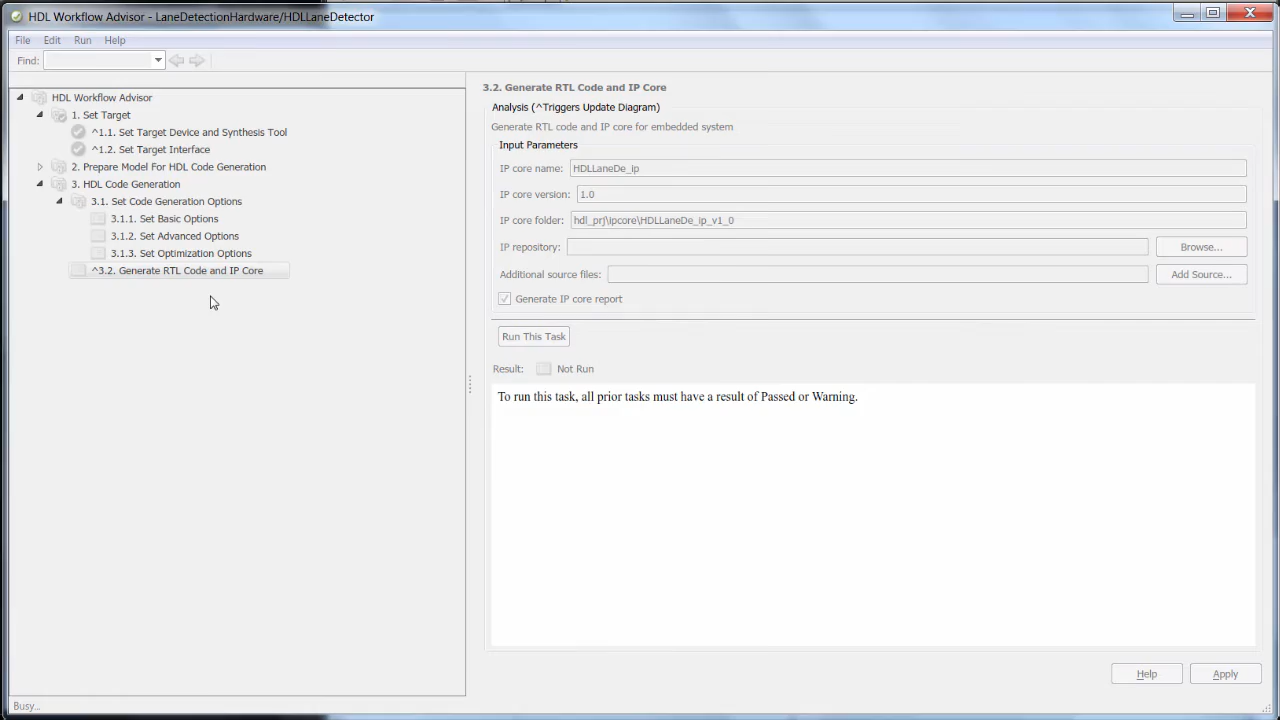 HDL Workflow Advisor - LaneDetectionHardware/HDLLaneDetector
File Edit Run Help
Find:
HDL Workflow Advisor
1. Set Target
^1.1. Set Target Device and Synthesis Tool
^1.2. Set Target Interface
2. Prepare Model For HDL Code Generation
3. HDL Code Generation
3.1. Set Code Generation Options
3.1.1. Set Basic Options
3.1.2. Set Advanced Options
3.1.3. Set Optimization Options
^3.2. Generate RTL Code and IP Core
3.2. Generate RTL Code and IP Core
Analysis (^Triggers Update Diagram)
Generate RTL code and IP core for embedded system
Input Parameters
IP core name: HDLLaneDe_ip
IP core version: 1.0
IP core folder: hdl_prj\ipcore\HDLLaneDe_ip_v1_0
IP repository: Browse...
Additional source files: Add Source...
Generate IP core report
Run This Task
Result: Not Run
To run this task, all prior tasks must have a result of Passed or Warning.
Help Apply
Busy...